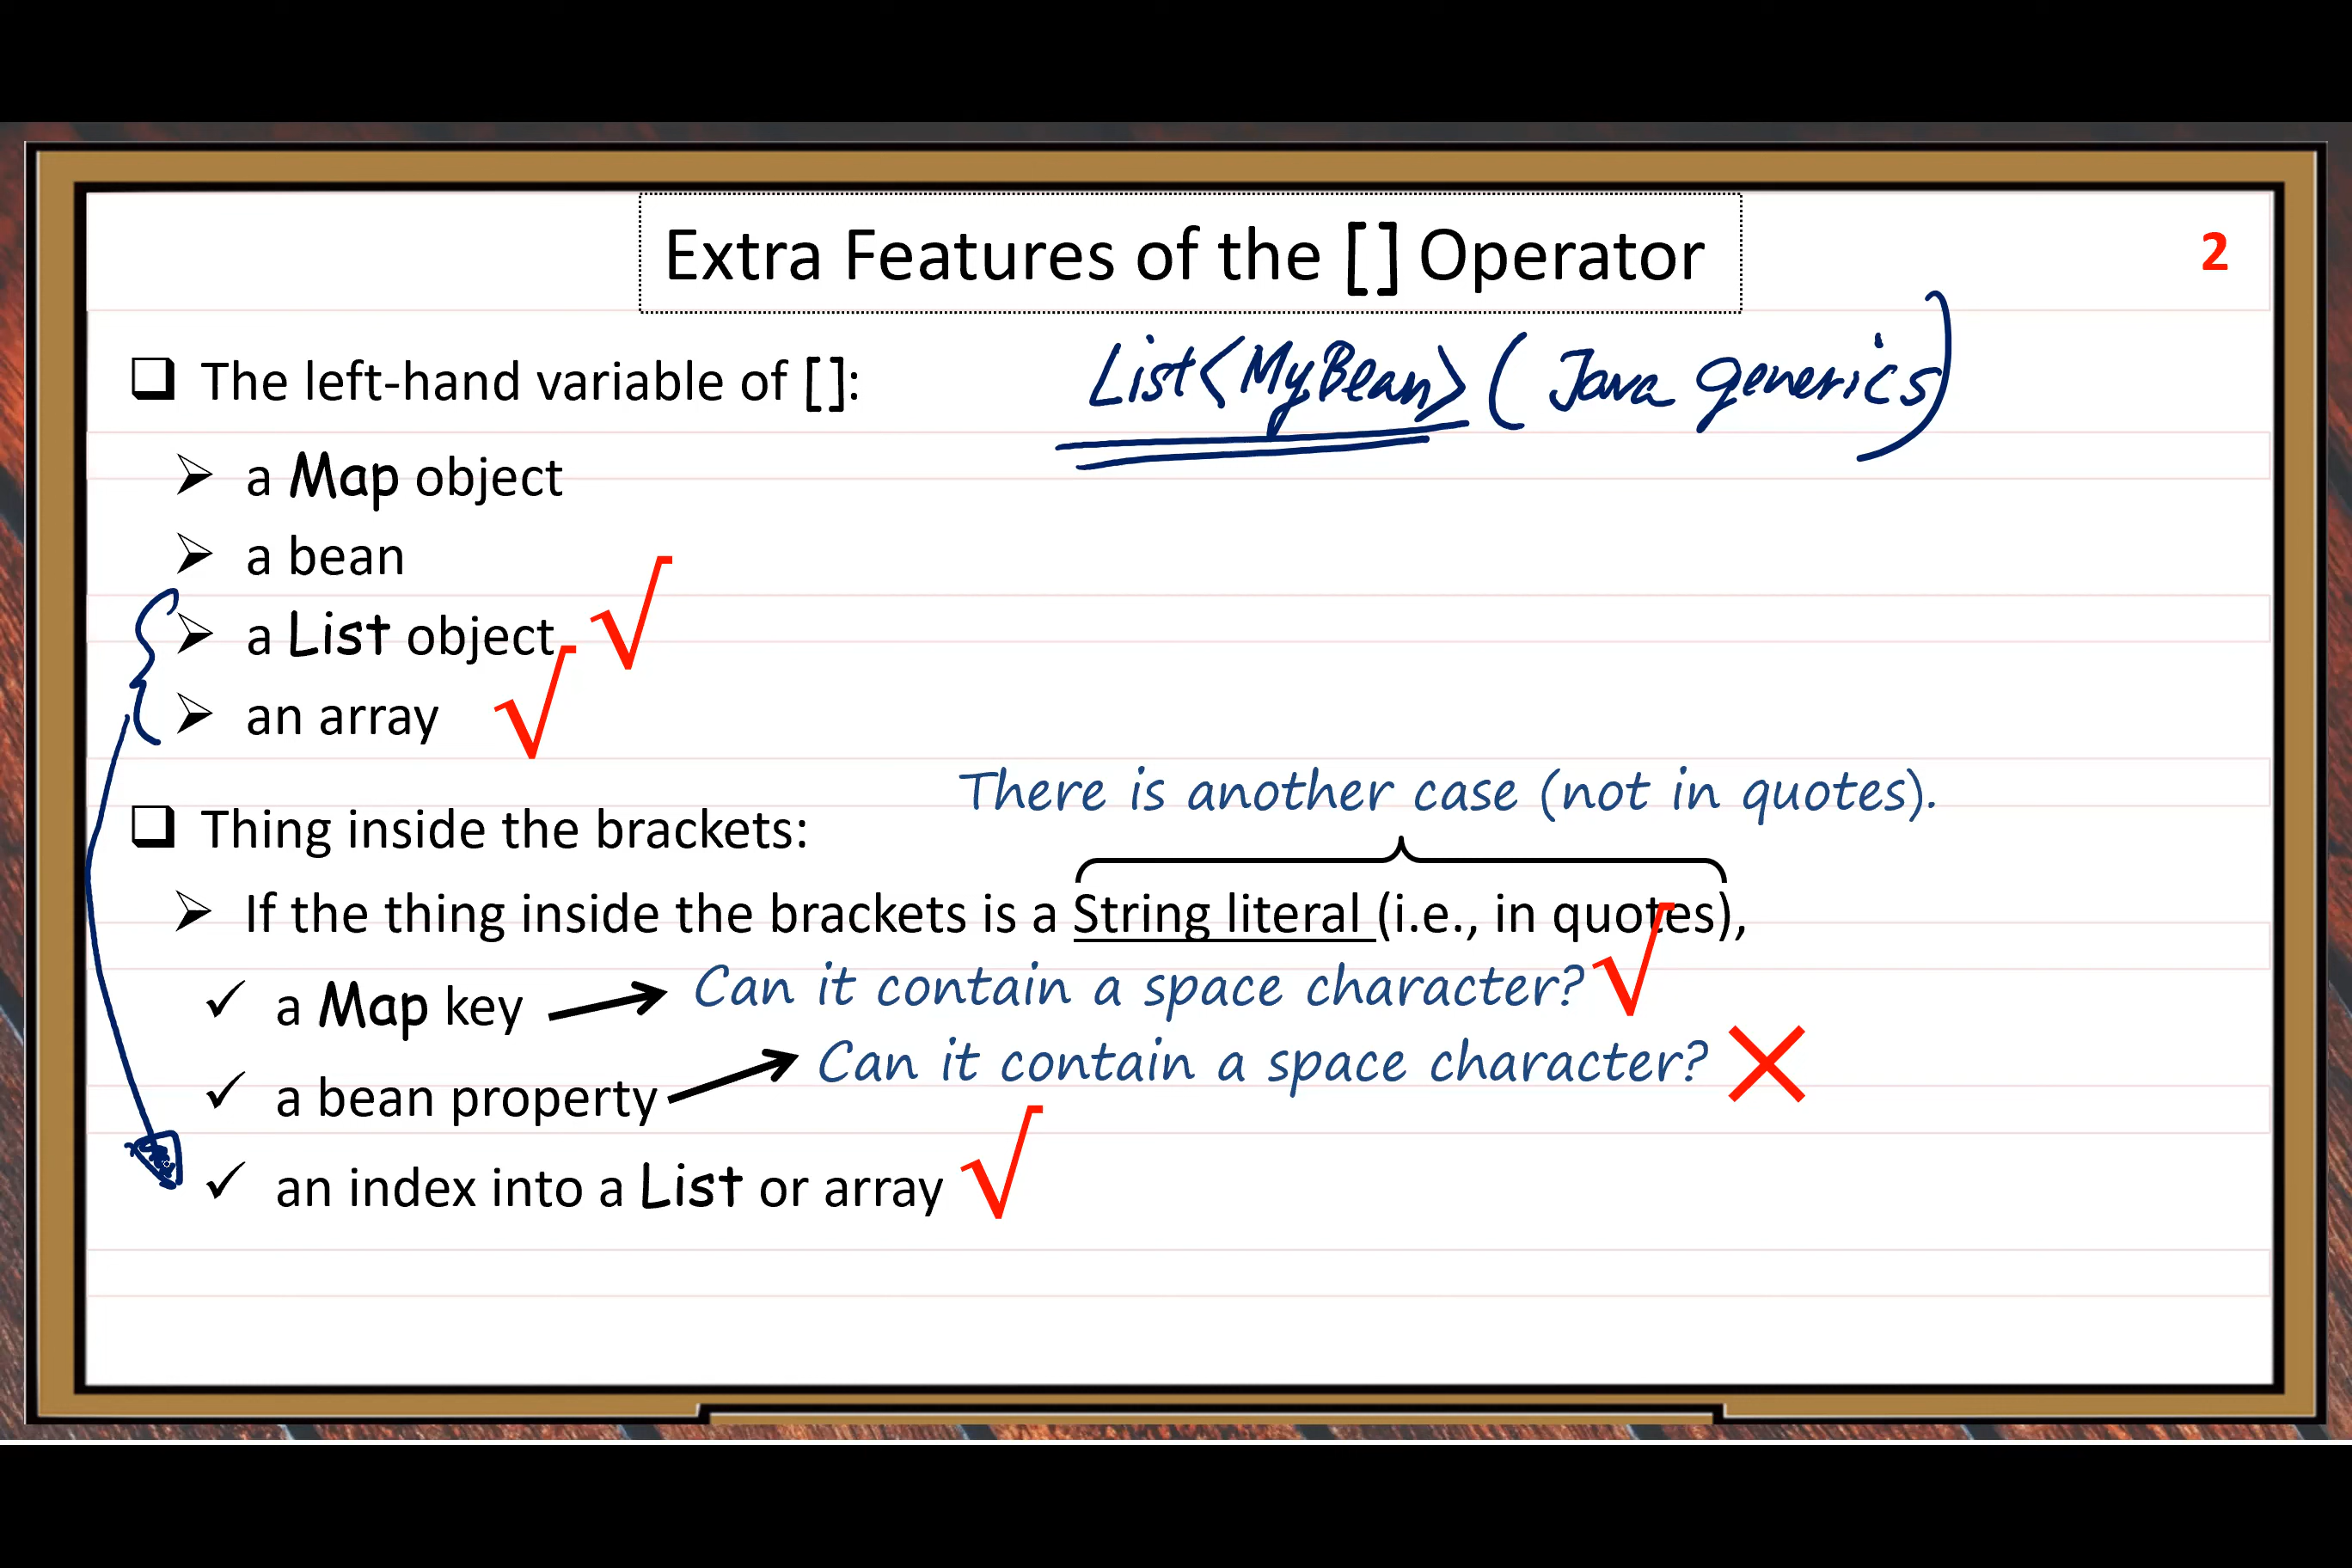 Extra Features of the [] Operator
2
❑ The left-hand variable of []:
List<MyBean> (Java generics)
➢ a Map object
➢ a bean
➢ a List object √
➢ an array √
There is another case (not in quotes).
❑ Thing inside the brackets:
➢ If the thing inside the brackets is a String literal (i.e., in quotes),
✓ a Map key → Can it contain a space character? √
✓ a bean property → Can it contain a space character? ×
✓ an index into a List or array √